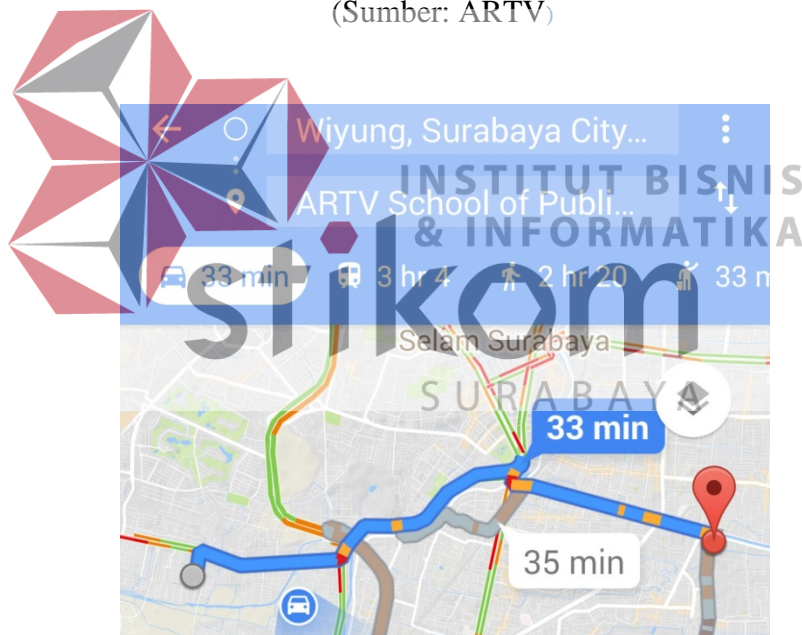 (Sumber: ARTV)
Wiyung, Surabaya City...
INSTITUT BISNIS
ARTV School of Publi...
& INFORMATIKA
33 min 3 hr 4 2 hr 20 33 m
stikom
Selam Surabaya
SURABAYA
33 min
35 min